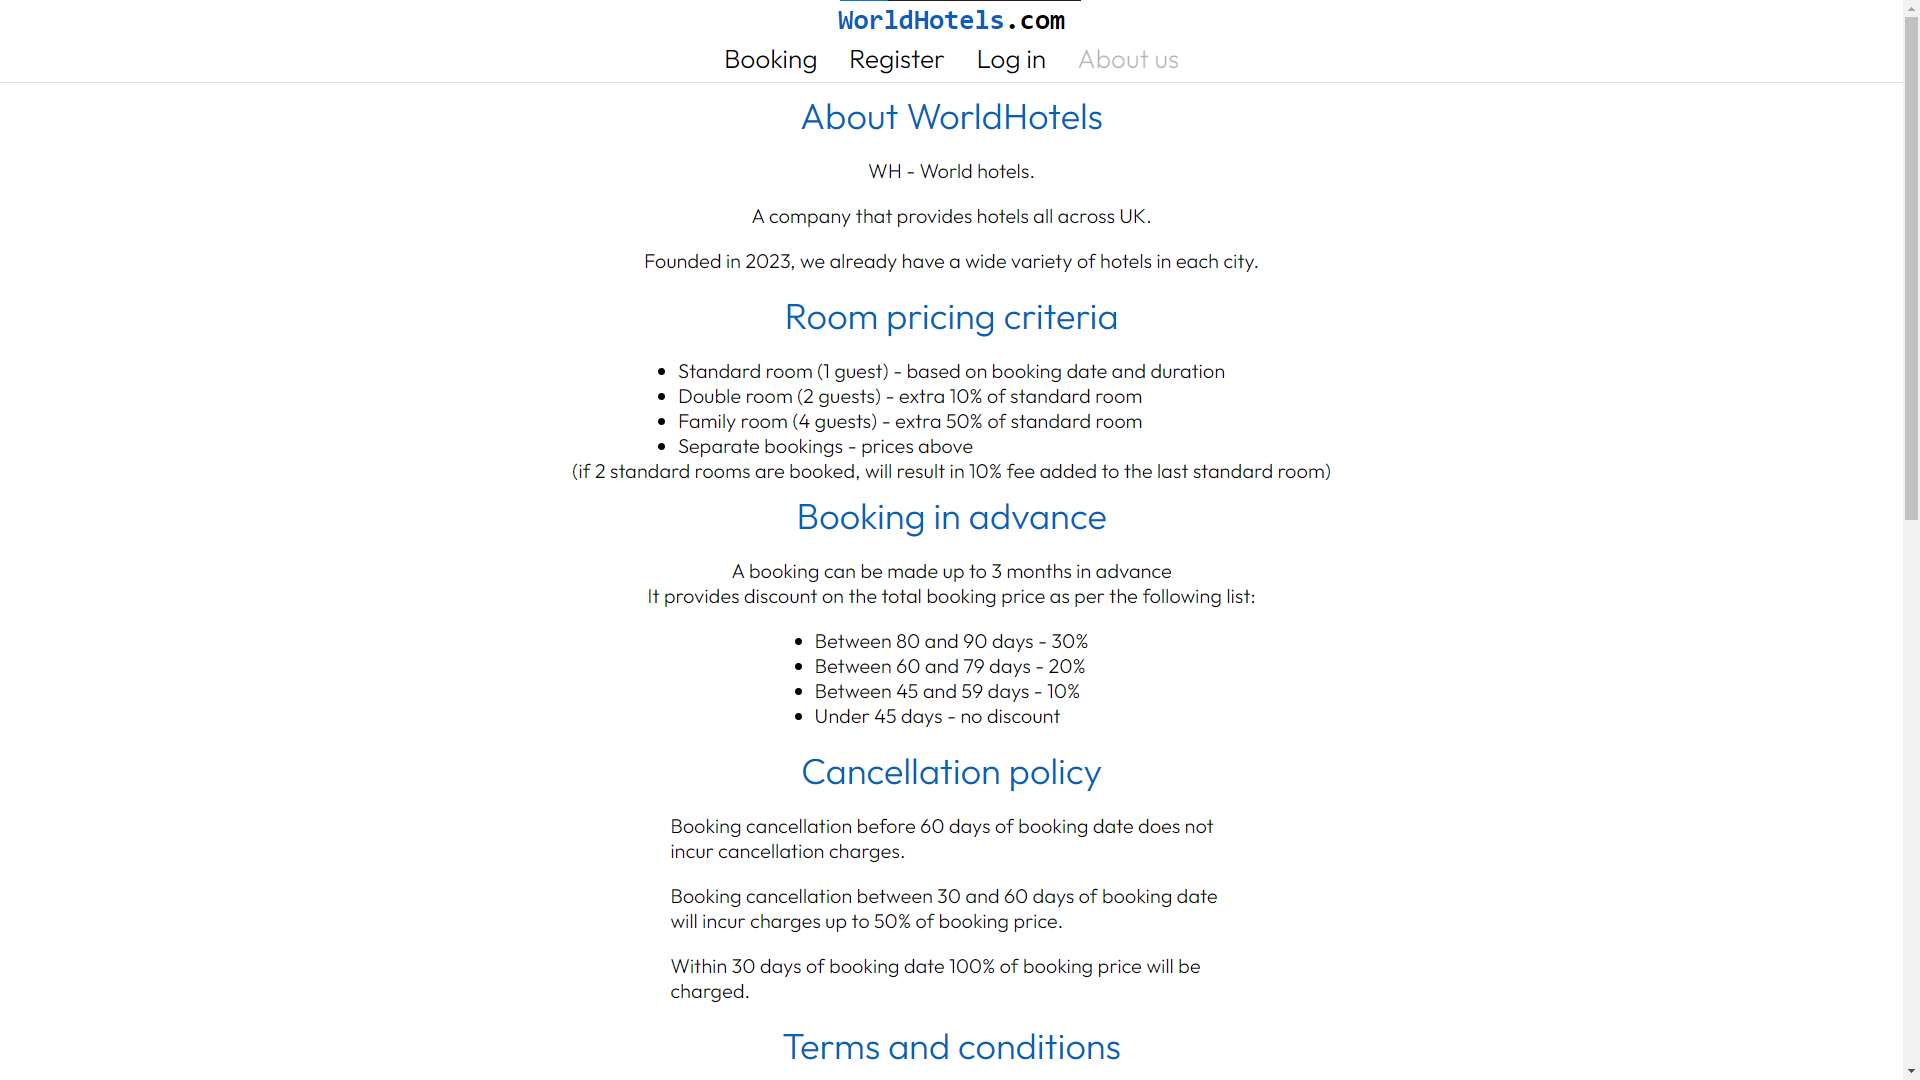 WorldHotels.com
Booking Register Log in About us
About WorldHotels
WH - World hotels.
A company that provides hotels all across UK.
Founded in 2023, we already have a wide variety of hotels in each city.
Room pricing criteria
• Standard room (1 guest) - based on booking date and duration
• Double room (2 guests) - extra 10% of standard room
• Family room (4 guests) - extra 50% of standard room
• Separate bookings - prices above
(if 2 standard rooms are booked, will result in 10% fee added to the last standard room)
Booking in advance
A booking can be made up to 3 months in advance
It provides discount on the total booking price as per the following list:
• Between 80 and 90 days - 30%
• Between 60 and 79 days - 20%
• Between 45 and 59 days - 10%
• Under 45 days - no discount
Cancellation policy
Booking cancellation before 60 days of booking date does not
incur cancellation charges.
Booking cancellation between 30 and 60 days of booking date
will incur charges up to 50% of booking price.
Within 30 days of booking date 100% of booking price will be
charged.
Terms and conditions